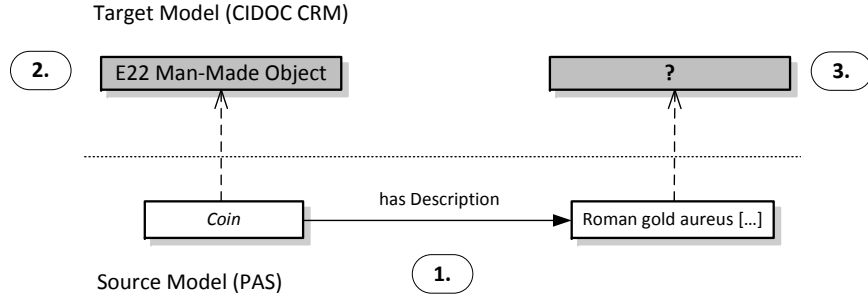 Target Model (CIDOC CRM)
2.
E22 Man-Made Object
?
3.
has Description
Coin
Roman gold aureus […]
1.
Source Model (PAS)